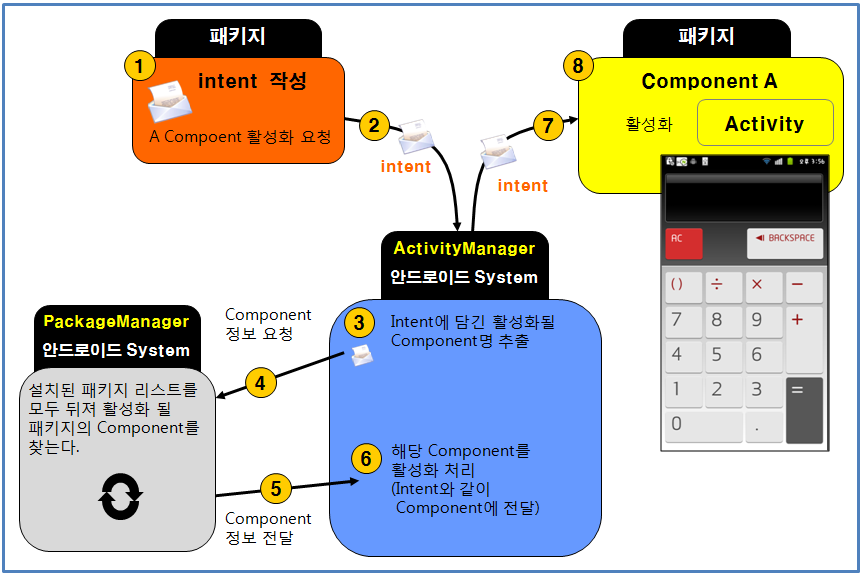 패키지
1
intent 작성
A Compoent 활성화 요청
2
intent
7
intent
패키지
8
Component A
활성화
Activity
3:56
AC
BACKSPACE
( )
÷
×
−
7
8
9
+
4
5
6
1
2
3
=
0
.
ActivityManager
안드로이드 System
3
Intent에 담긴 활성화될
Component명 추출
Component
정보 요청
4
PackageManager
안드로이드 System
설치된 패키지 리스트를
모두 뒤져 활성화 될
패키지의 Component를
찾는다.
5
Component
정보 전달
6
해당 Component를
활성화 처리
(Intent와 같이
Component에 전달)